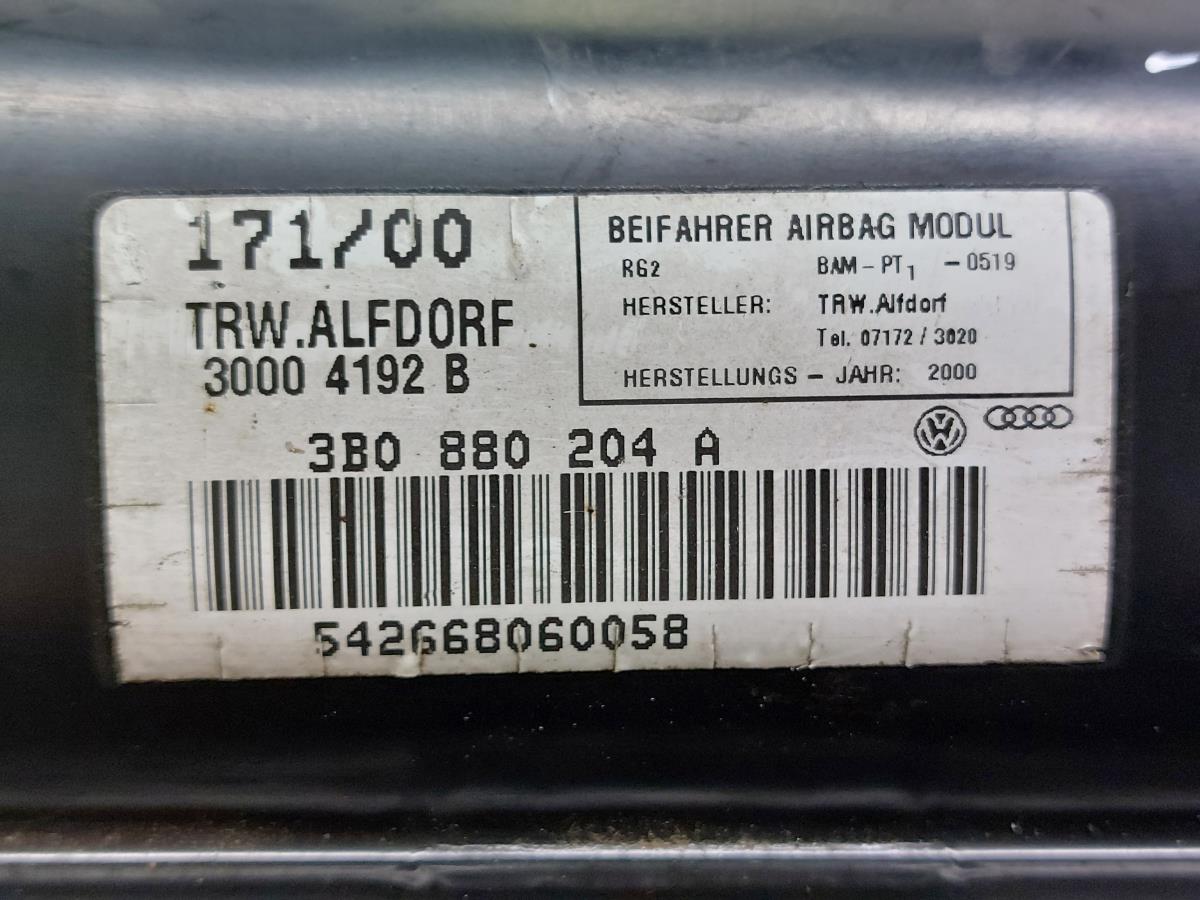 171/00
TRW.ALFDORF
3000 4192 B
BEIFAHRER AIRBAG MODUL
RG2 BAM - PT1 - 0519
HERSTELLER: TRW.Alfdorf
Tel. 07172 / 3020
HERSTELLUNGS - JAHR: 2000
3B0 880 204 A
542668060058